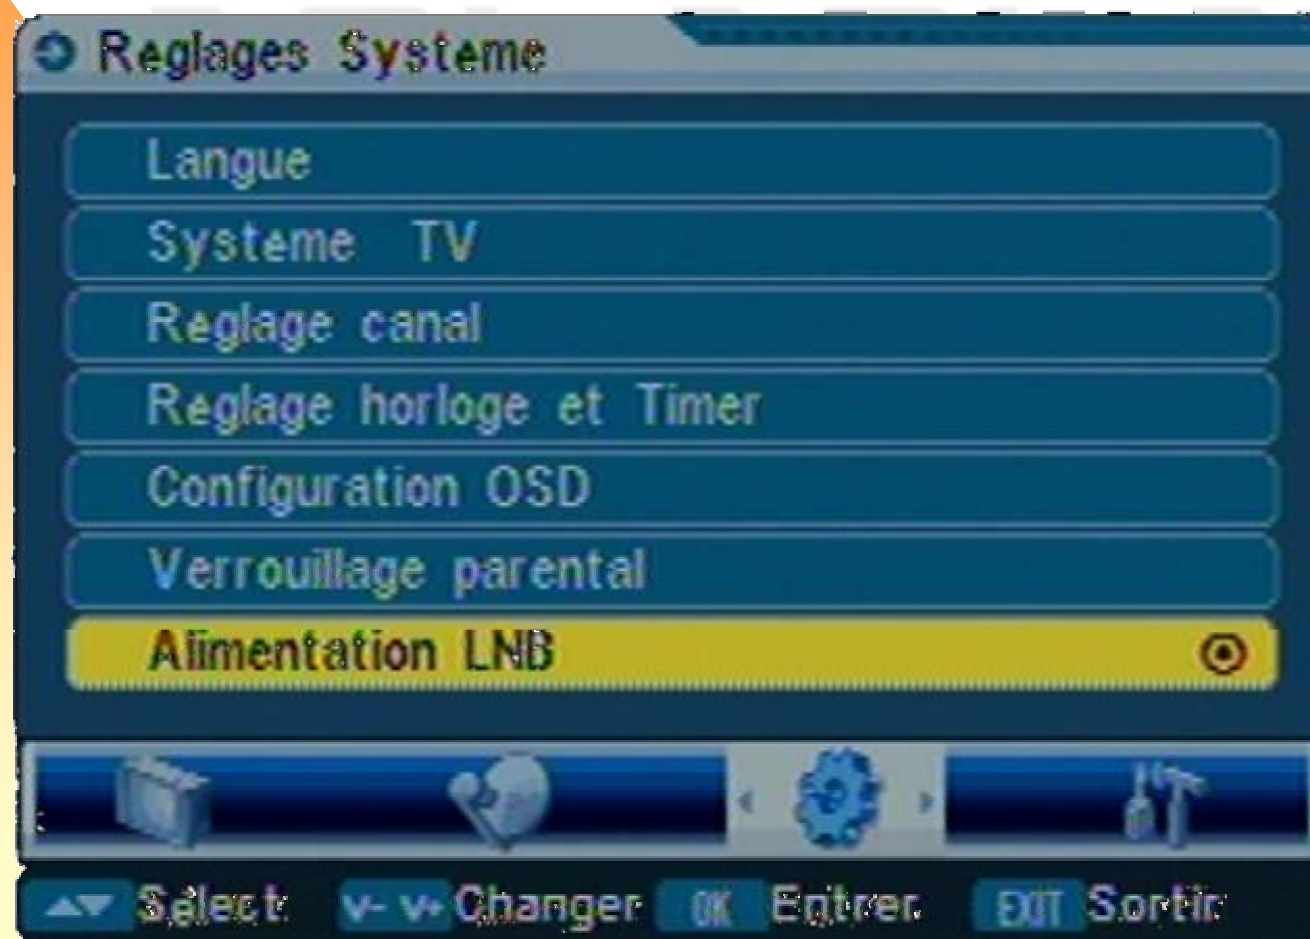 Reglages Systeme
Langue
Systeme TV
Reglage canal
Reglage horloge et Timer
Configuration OSD
Verrouillage parental
Alimentation LNB
Sélect V- V+ Changer OK Entrer EXIT Sortir